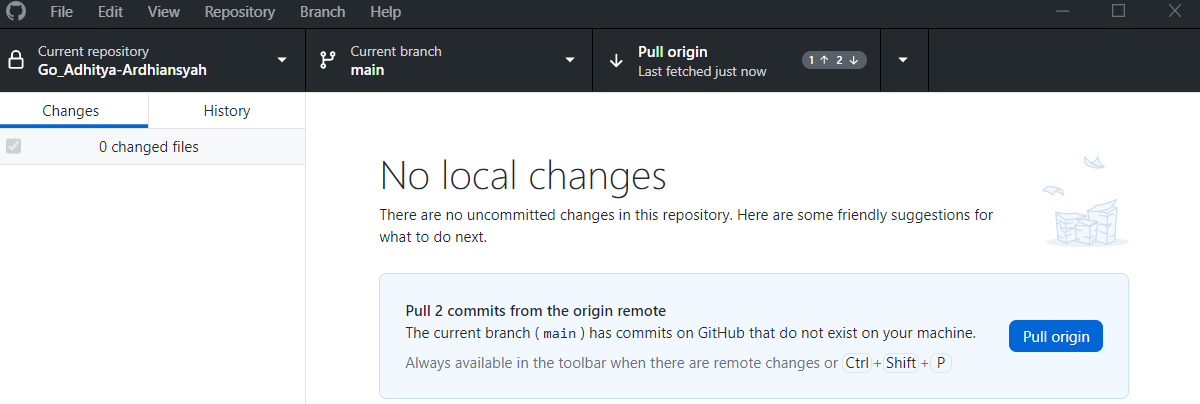 File Edit View Repository Branch Help
Current repository
Go_Adhitya-Ardhiansyah
Current branch
main
Pull origin
Last fetched just now
1 ↑ 2 ↓
Changes History
0 changed files
No local changes
There are no uncommitted changes in this repository. Here are some friendly suggestions for
what to do next.
Pull 2 commits from the origin remote
The current branch ( main ) has commits on GitHub that do not exist on your machine.
Always available in the toolbar when there are remote changes or Ctrl + Shift + P
Pull origin